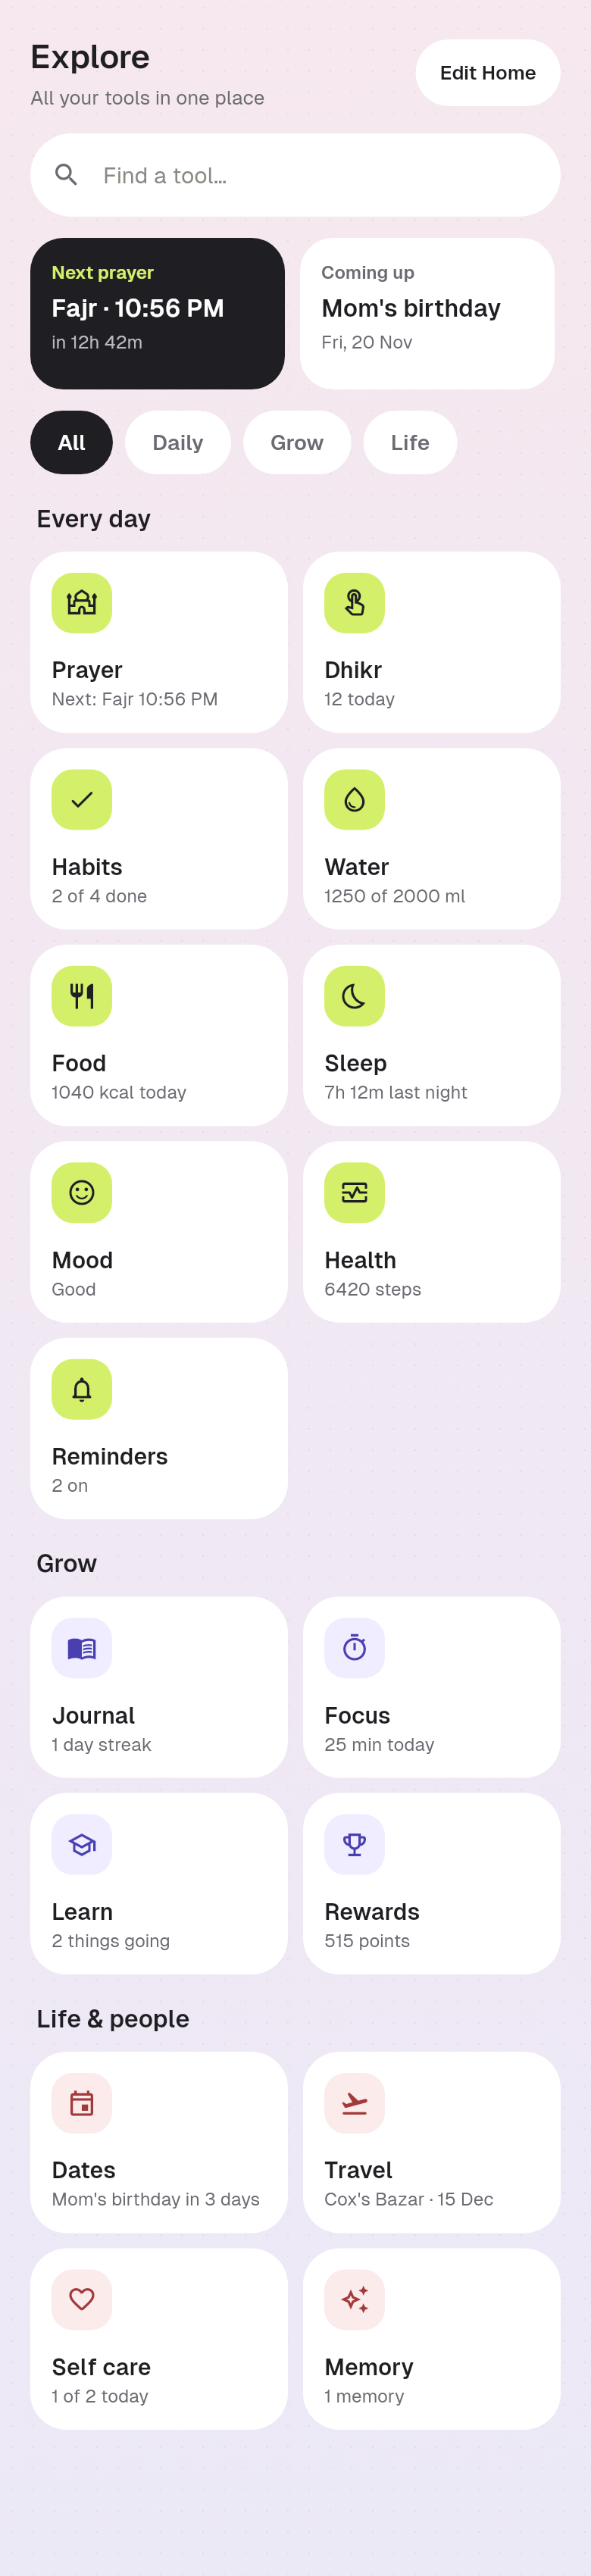 Explore
All your tools in one place
Edit Home
Find a tool...
Next prayer
Fajr · 10:56 PM
in 12h 42m
Coming up
Mom's birthday
Fri, 20 Nov
All
Daily
Grow
Life
Every day
Prayer
Next: Fajr 10:56 PM
Dhikr
12 today
Habits
2 of 4 done
Water
1250 of 2000 ml
Food
1040 kcal today
Sleep
7h 12m last night
Mood
Good
Health
6420 steps
Reminders
2 on
Grow
Journal
1 day streak
Focus
25 min today
Learn
2 things going
Rewards
515 points
Life & people
Dates
Mom's birthday in 3 days
Travel
Cox's Bazar · 15 Dec
Self care
1 of 2 today
Memory
1 memory